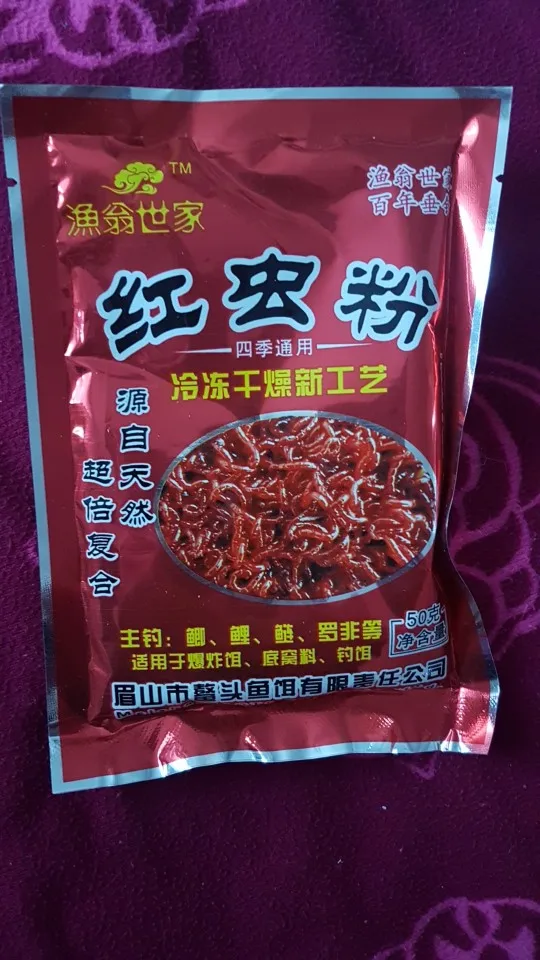 TM
渔翁世家
渔翁世家
百年垂钓
红虫粉
四季通用
冷冻干燥新工艺
源自天然
超倍复合
50克
净含量
主钓：鲫、鲤、鲢、罗非等
适用于爆炸饵、底窝料、钓饵
眉山市鳌头鱼饵有限责任公司